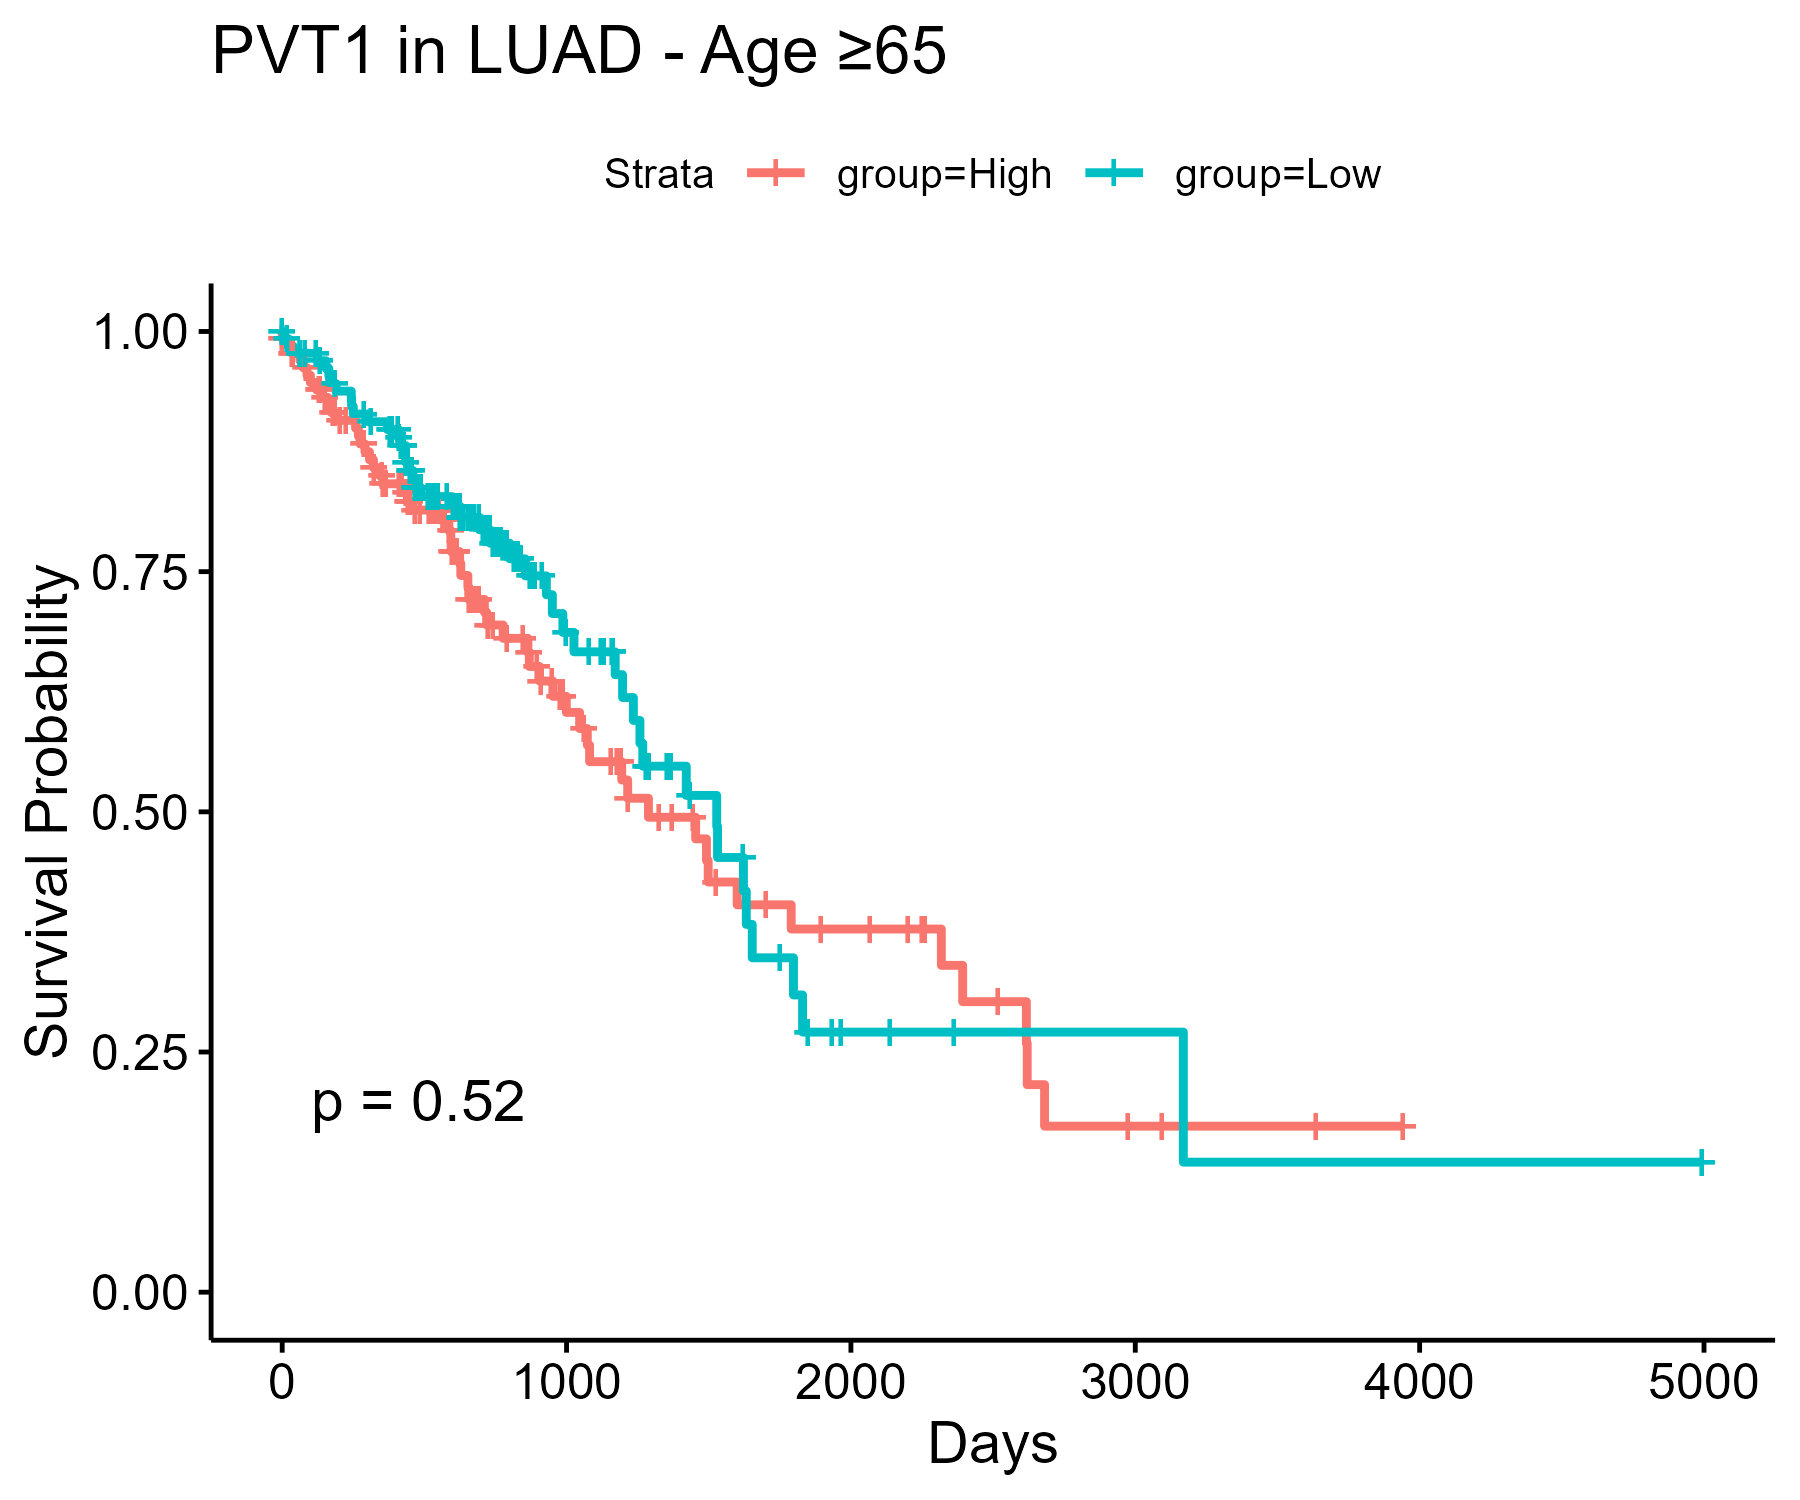 PVT1 in LUAD - Age ≥65
Strata group=High group=Low
Survival Probability
1.00
0.75
0.50
0.25
0.00
p = 0.52
0 1000 2000 3000 4000 5000
Days